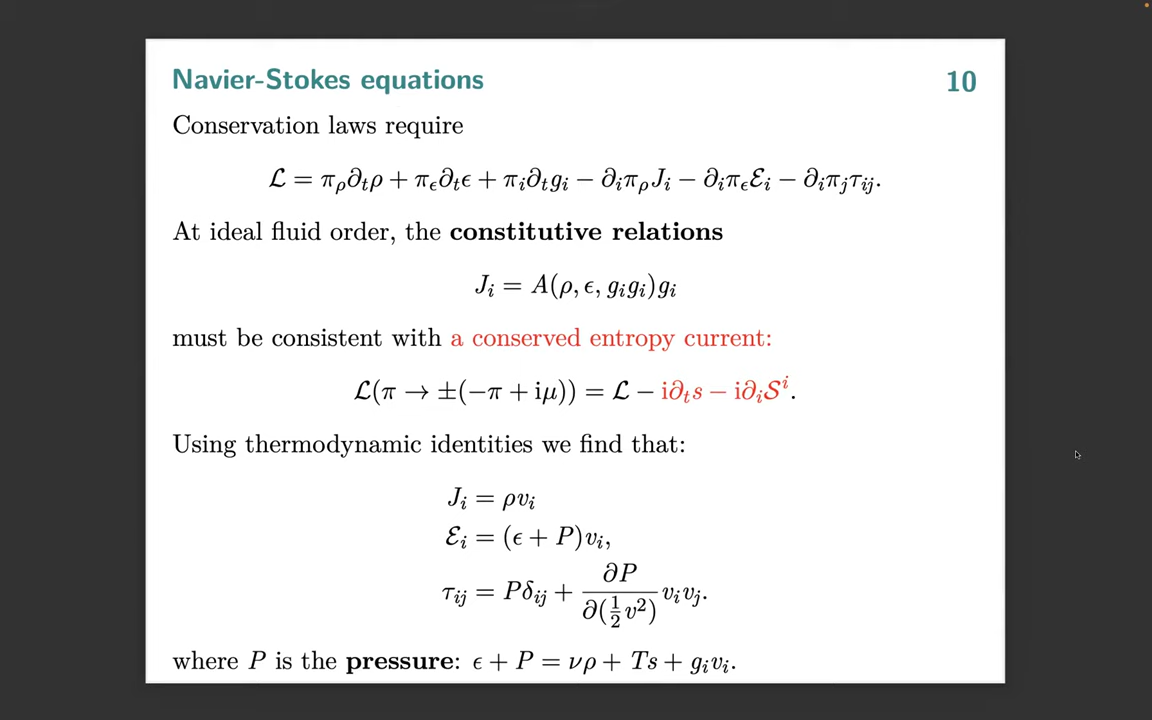 Navier-Stokes equations
10
Conservation laws require
ℒ = π_ρ∂_tρ + π_ϵ∂_tϵ + π_i∂_tg_i − ∂_iπ_ρJ_i − ∂_iπ_ϵℰ_i − ∂_iπ_jτ_ij.
At ideal fluid order, the constitutive relations
J_i = A(ρ, ϵ, g_ig_i)g_i
must be consistent with a conserved entropy current:
ℒ(π → ±(−π + iμ)) = ℒ − i∂_ts − i∂_i𝒮^i.
Using thermodynamic identities we find that:
J_i = ρv_i
ℰ_i = (ϵ + P)v_i,
τ_ij = Pδ_ij + ∂P/∂(½v²) v_iv_j.
where P is the pressure: ϵ + P = νρ + Ts + g_iv_i.